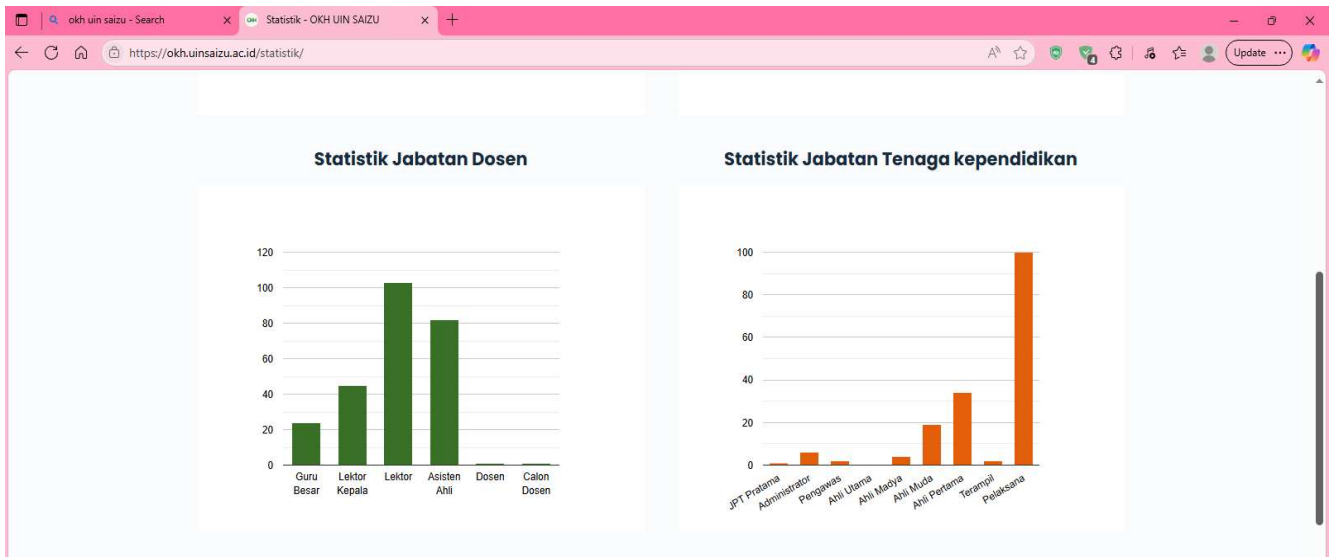 okh uin saizu - Search
Statistik - OKH UIN SAIZU
https://okh.uinsaizu.ac.id/statistik/
Update
Statistik Jabatan Dosen
120
100
80
60
40
20
0
Guru Besar
Lektor Kepala
Lektor
Asisten Ahli
Dosen
Calon Dosen
Statistik Jabatan Tenaga kependidikan
100
80
60
40
20
0
JPT Pratama
Administrator
Pengawas
Ahli Utama
Ahli Madya
Ahli Muda
Ahli Pertama
Terampil
Pelaksana